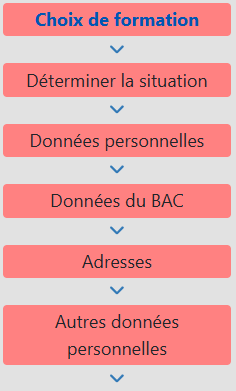 Choix de formation
Déterminer la situation
Données personnelles
Données du BAC
Adresses
Autres données
personnelles